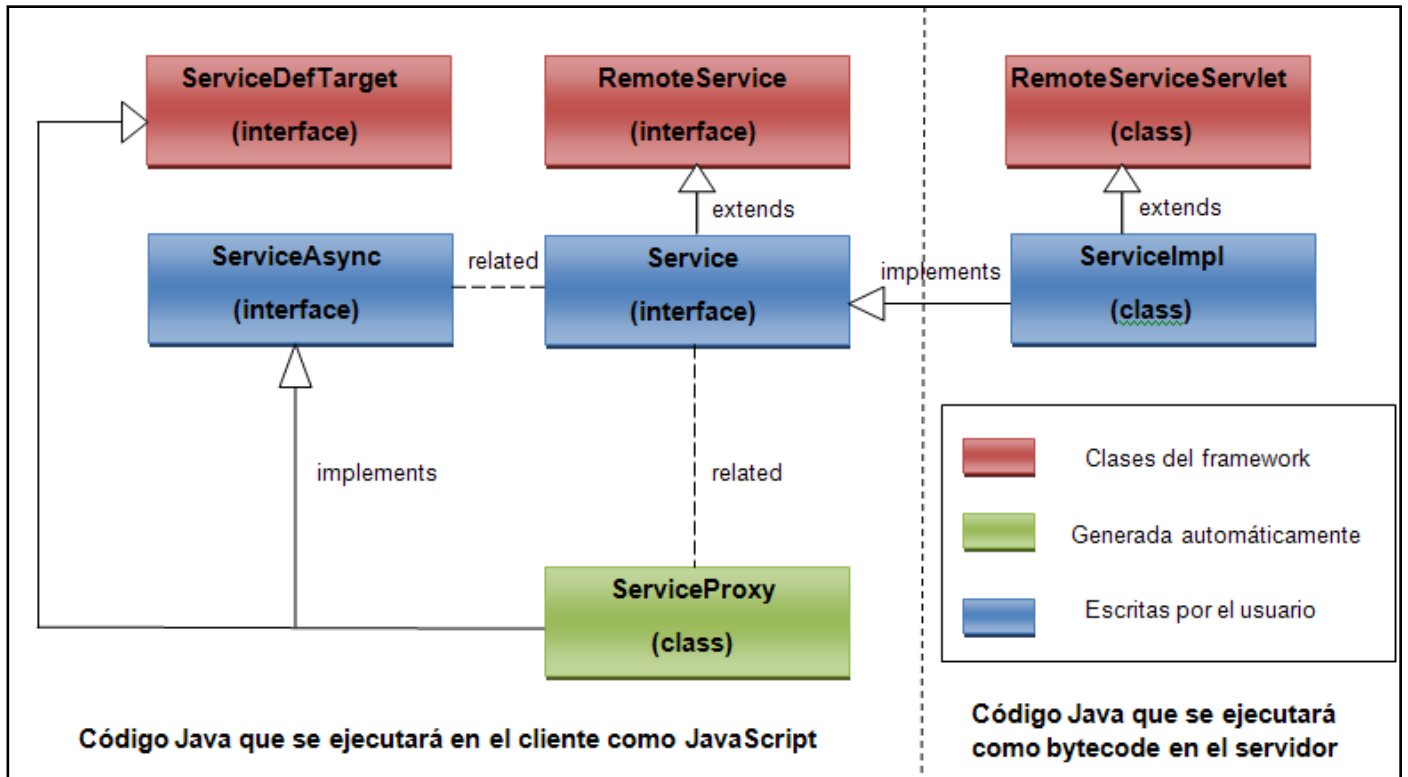 ServiceDefTarget
(interface)
RemoteService
(interface)
RemoteServiceServlet
(class)
extends
extends
ServiceAsync
(interface)
related
Service
(interface)
implements
ServiceImpl
(class)
implements
related
Clases del framework
Generada automáticamente
Escritas por el usuario
ServiceProxy
(class)
Código Java que se ejecutará en el cliente como JavaScript
Código Java que se ejecutará
como bytecode en el servidor